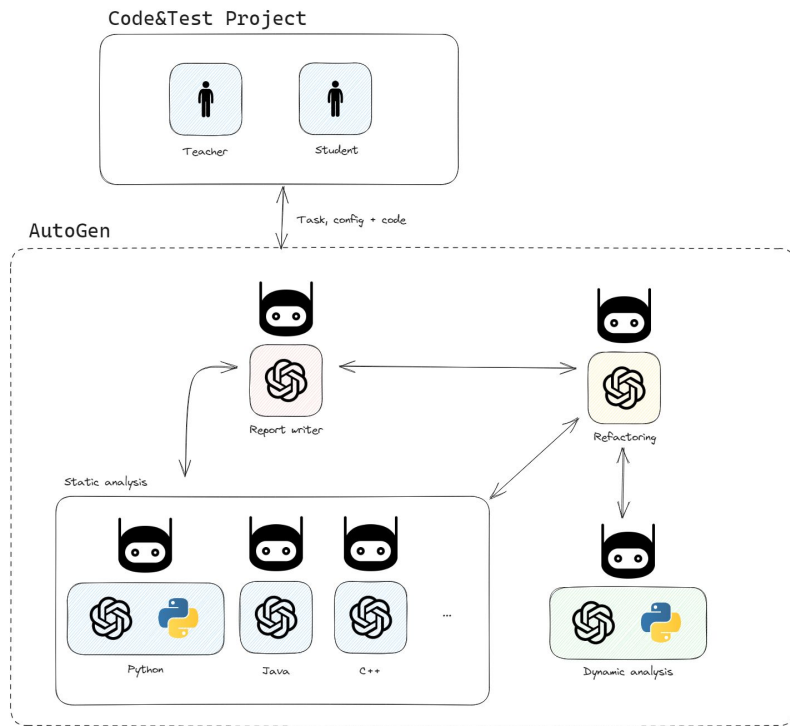 Code&Test Project
Teacher
Student
Task, config + code
AutoGen
Report writer
Refactoring
Static analysis
Python
Java
C++
...
Dynamic analysis